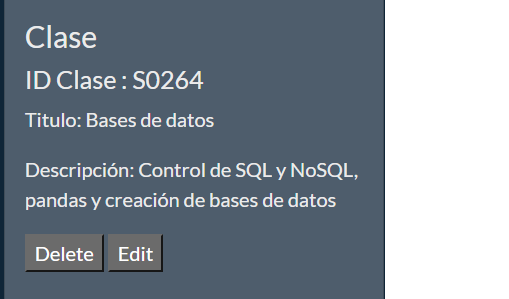 Clase
ID Clase : S0264
Titulo: Bases de datos
Descripción: Control de SQL y NoSQL,
pandas y creación de bases de datos
Delete Edit